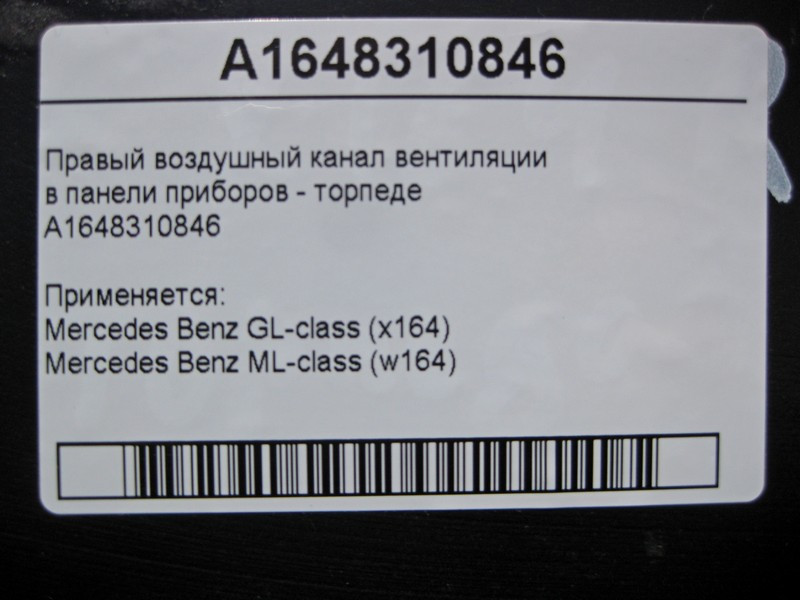 A1648310846
Правый воздушный канал вентиляции
в панели приборов - торпеде
A1648310846
Применяется:
Mercedes Benz GL-class (x164)
Mercedes Benz ML-class (w164)